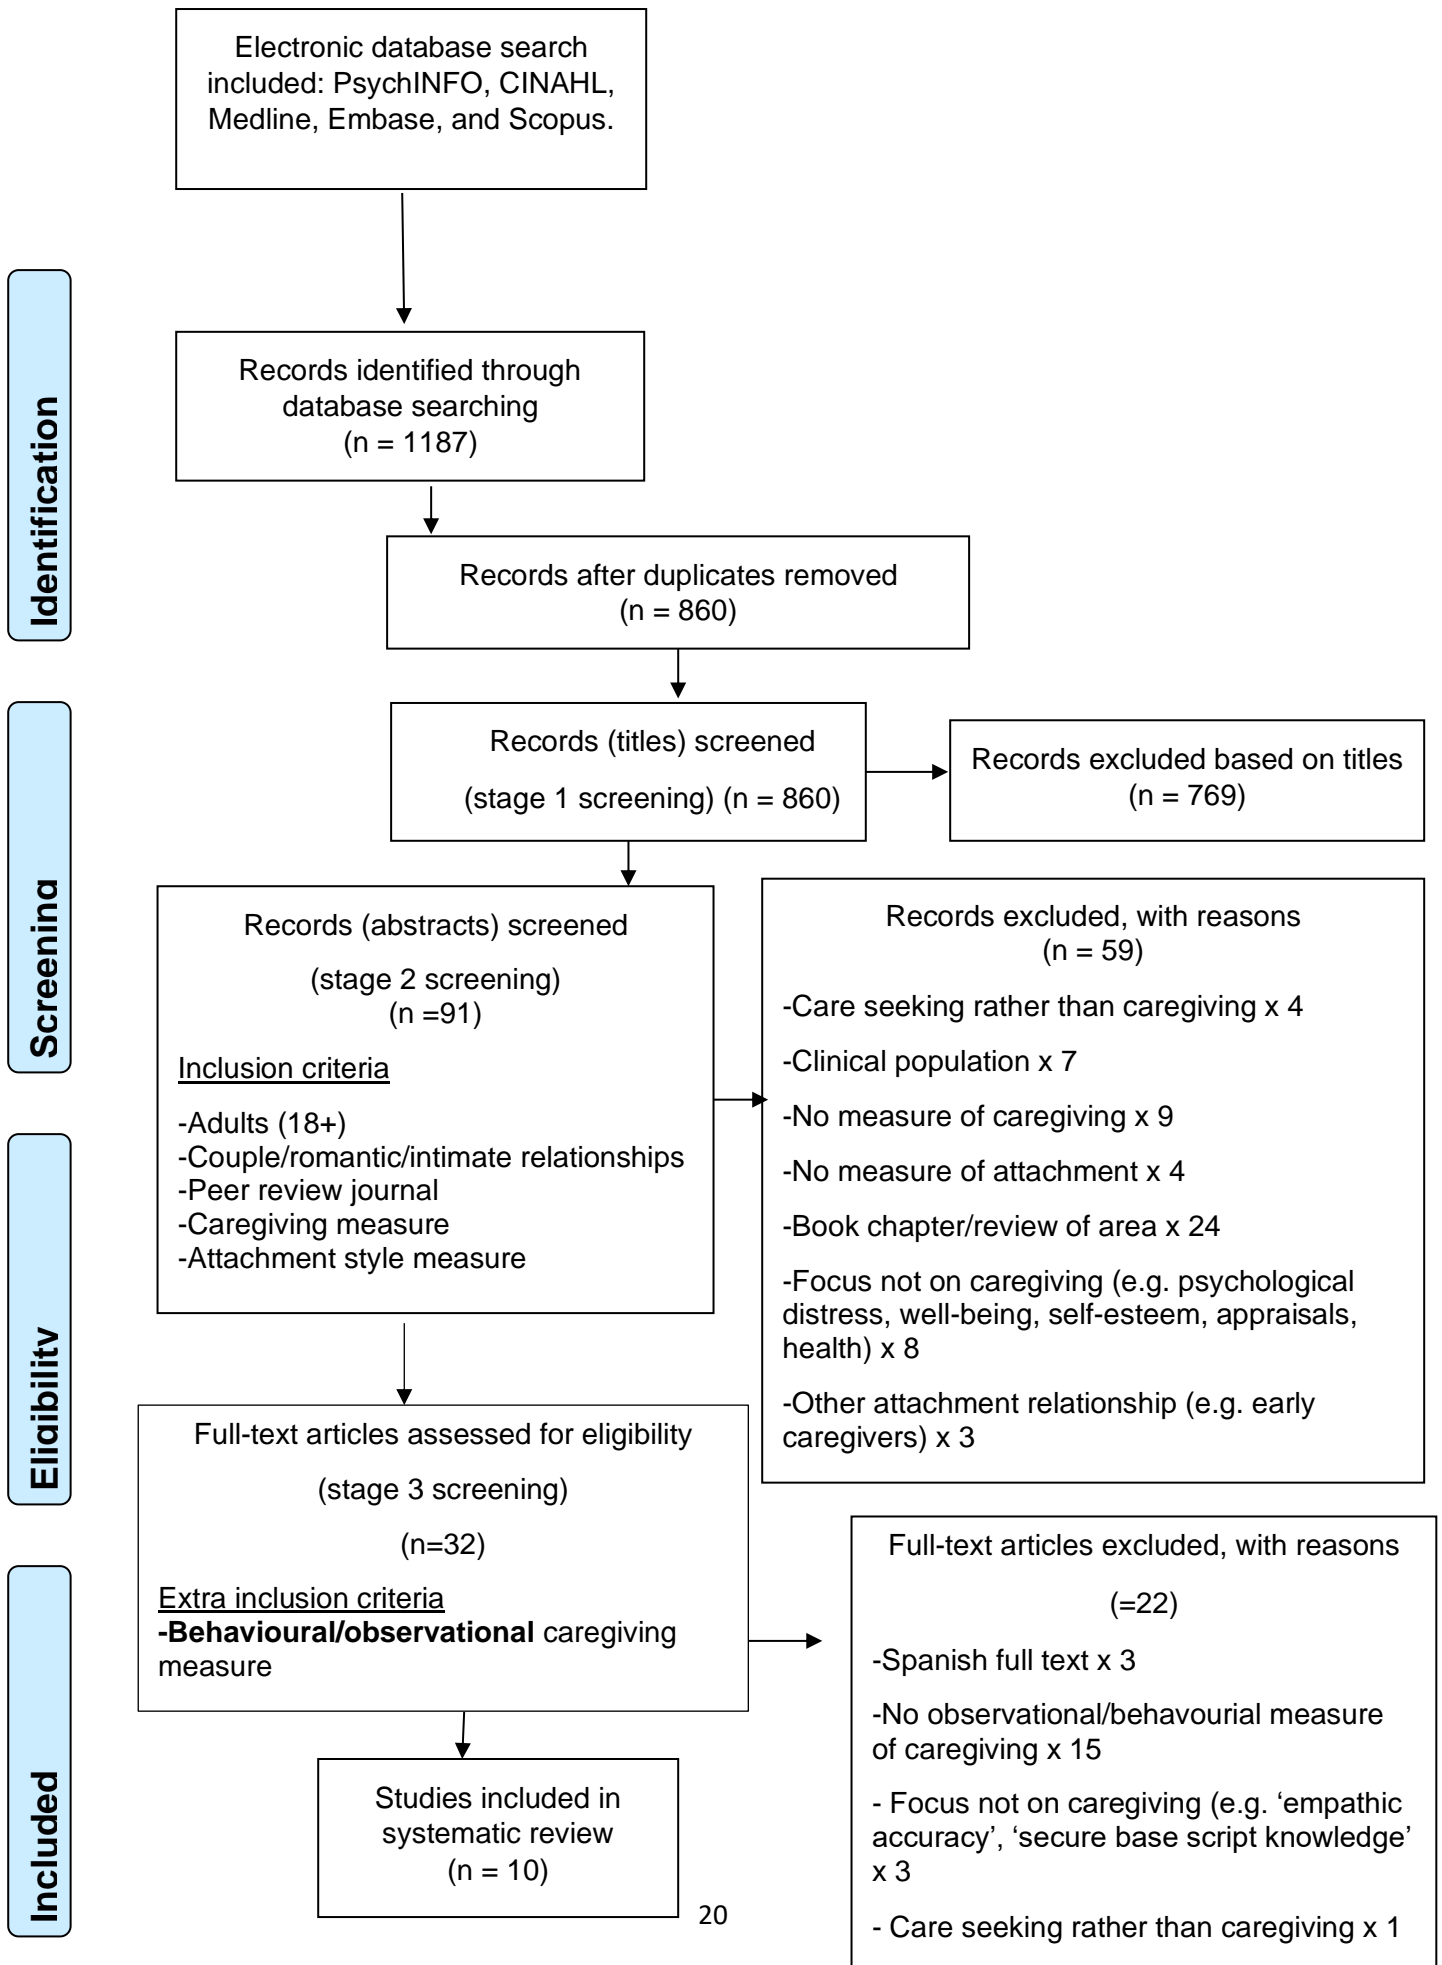 Electronic database search
included: PsychINFO, CINAHL,
Medline, Embase, and Scopus.
Identification
Records identified through
database searching
(n = 1187)
Records after duplicates removed
(n = 860)
Screening
Records (titles) screened
(stage 1 screening) (n = 860)
Records excluded based on titles
(n = 769)
Records (abstracts) screened
(stage 2 screening)
(n =91)
Inclusion criteria
-Adults (18+)
-Couple/romantic/intimate relationships
-Peer review journal
-Caregiving measure
-Attachment style measure
Records excluded, with reasons
(n = 59)
-Care seeking rather than caregiving x 4
-Clinical population x 7
-No measure of caregiving x 9
-No measure of attachment x 4
-Book chapter/review of area x 24
-Focus not on caregiving (e.g. psychological
distress, well-being, self-esteem, appraisals,
health) x 8
-Other attachment relationship (e.g. early
caregivers) x 3
Eligibility
Full-text articles assessed for eligibility
(stage 3 screening)
(n=32)
Extra inclusion criteria
-Behavioural/observational caregiving
measure
Full-text articles excluded, with reasons
(=22)
-Spanish full text x 3
-No observational/behavourial measure
of caregiving x 15
- Focus not on caregiving (e.g. ‘empathic
accuracy’, ‘secure base script knowledge’
x 3
- Care seeking rather than caregiving x 1
Included
Studies included in
systematic review
(n = 10)
20